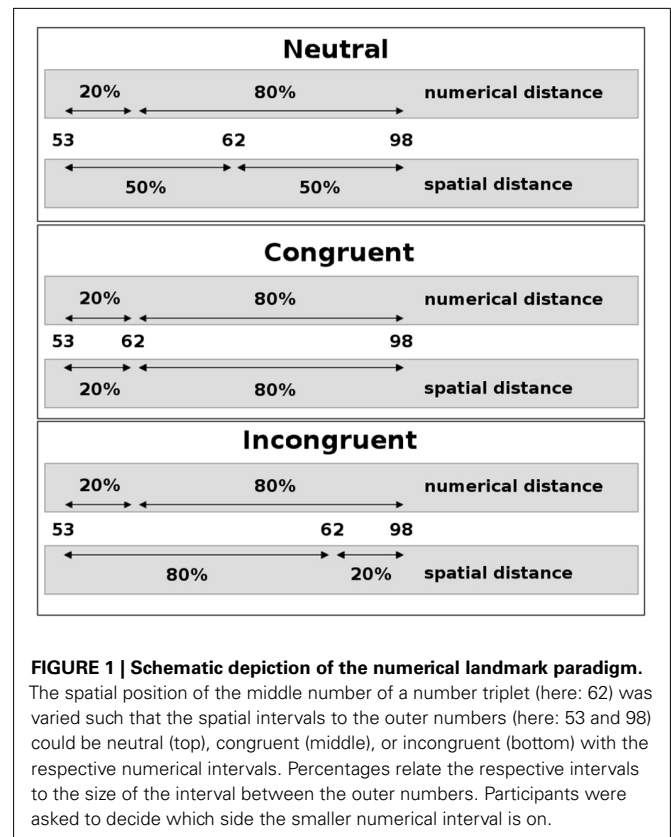 Neutral
20% 80% numerical distance
53 62 98
50% 50% spatial distance
Congruent
20% 80% numerical distance
53 62 98
20% 80% spatial distance
Incongruent
20% 80% numerical distance
53 62 98
80% 20% spatial distance
FIGURE 1 | Schematic depiction of the numerical landmark paradigm.
The spatial position of the middle number of a number triplet (here: 62) was
varied such that the spatial intervals to the outer numbers (here: 53 and 98)
could be neutral (top), congruent (middle), or incongruent (bottom) with the
respective numerical intervals. Percentages relate the respective intervals
to the size of the interval between the outer numbers. Participants were
asked to decide which side the smaller numerical interval is on.